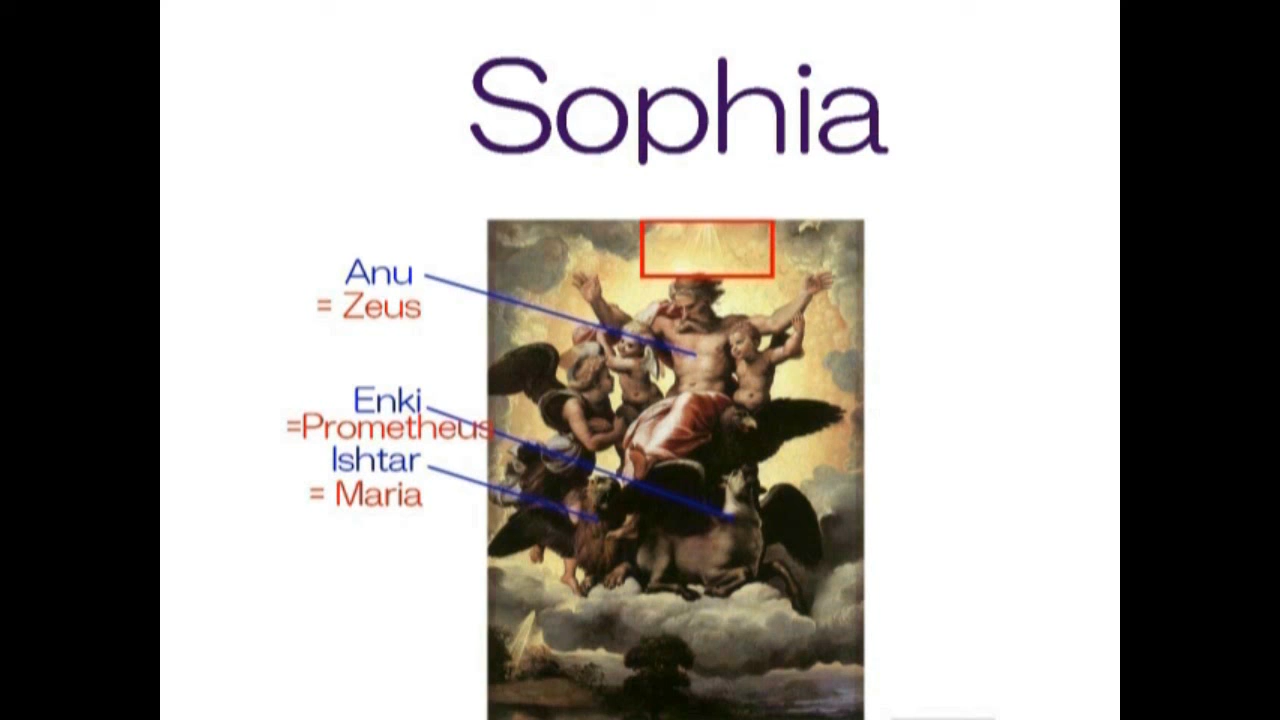 Sophia
Anu
= Zeus
Enki
=Prometheus
Ishtar
= Maria